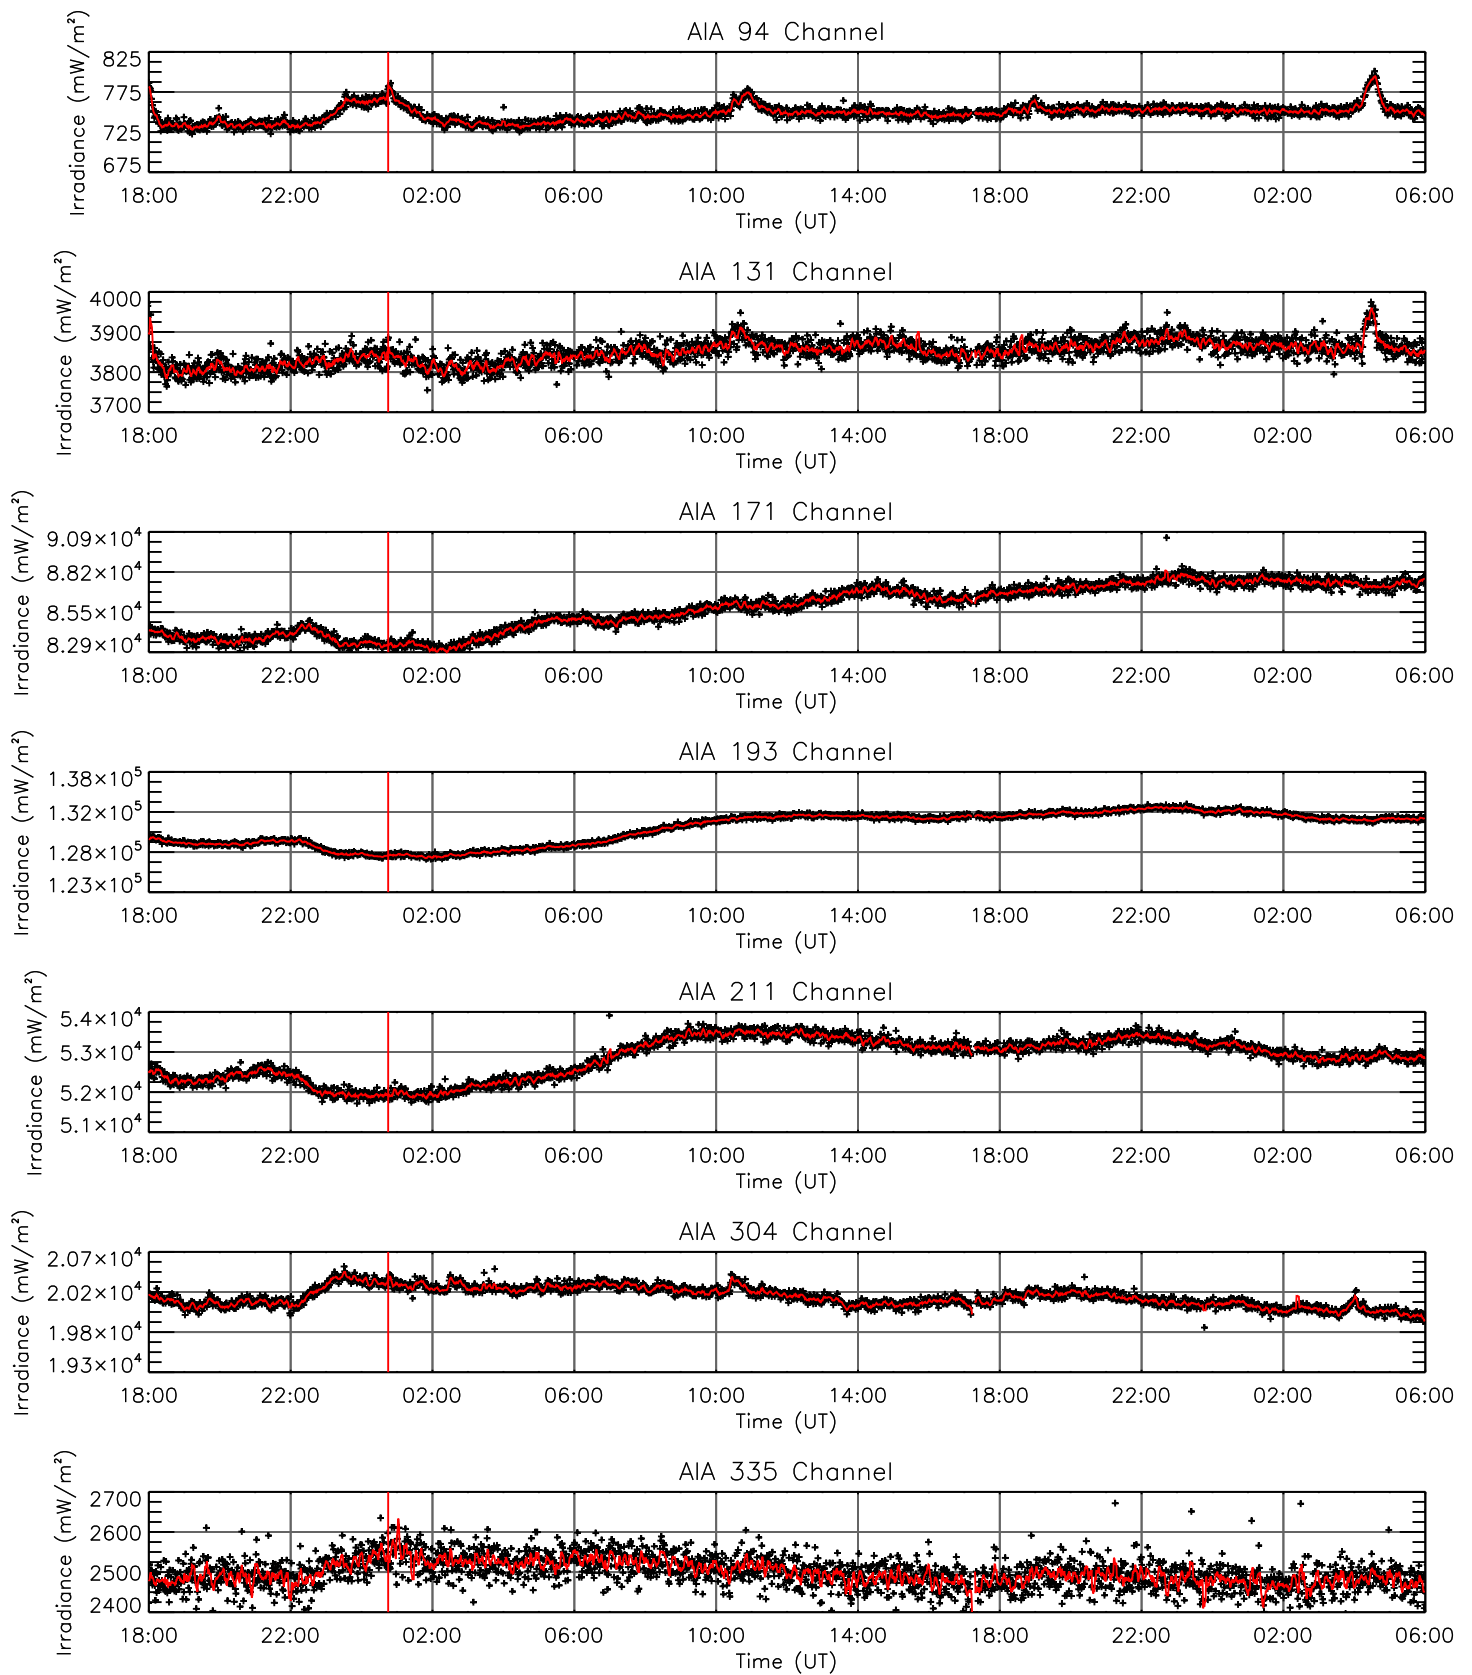 AIA 94 Channel
Irradiance (mW/m²)
825
775
725
675
18:00 22:00 02:00 06:00 10:00 14:00 18:00 22:00 02:00 06:00
Time (UT)
AIA 131 Channel
Irradiance (mW/m²)
4000
3900
3800
3700
18:00 22:00 02:00 06:00 10:00 14:00 18:00 22:00 02:00 06:00
Time (UT)
AIA 171 Channel
Irradiance (mW/m²)
9.09×10⁴
8.82×10⁴
8.55×10⁴
8.29×10⁴
18:00 22:00 02:00 06:00 10:00 14:00 18:00 22:00 02:00 06:00
Time (UT)
AIA 193 Channel
Irradiance (mW/m²)
1.38×10⁵
1.32×10⁵
1.28×10⁵
1.23×10⁵
18:00 22:00 02:00 06:00 10:00 14:00 18:00 22:00 02:00 06:00
Time (UT)
AIA 211 Channel
Irradiance (mW/m²)
5.4×10⁴
5.3×10⁴
5.2×10⁴
5.1×10⁴
18:00 22:00 02:00 06:00 10:00 14:00 18:00 22:00 02:00 06:00
Time (UT)
AIA 304 Channel
Irradiance (mW/m²)
2.07×10⁴
2.02×10⁴
1.98×10⁴
1.93×10⁴
18:00 22:00 02:00 06:00 10:00 14:00 18:00 22:00 02:00 06:00
Time (UT)
AIA 335 Channel
Irradiance (mW/m²)
2700
2600
2500
2400
18:00 22:00 02:00 06:00 10:00 14:00 18:00 22:00 02:00 06:00
Time (UT)